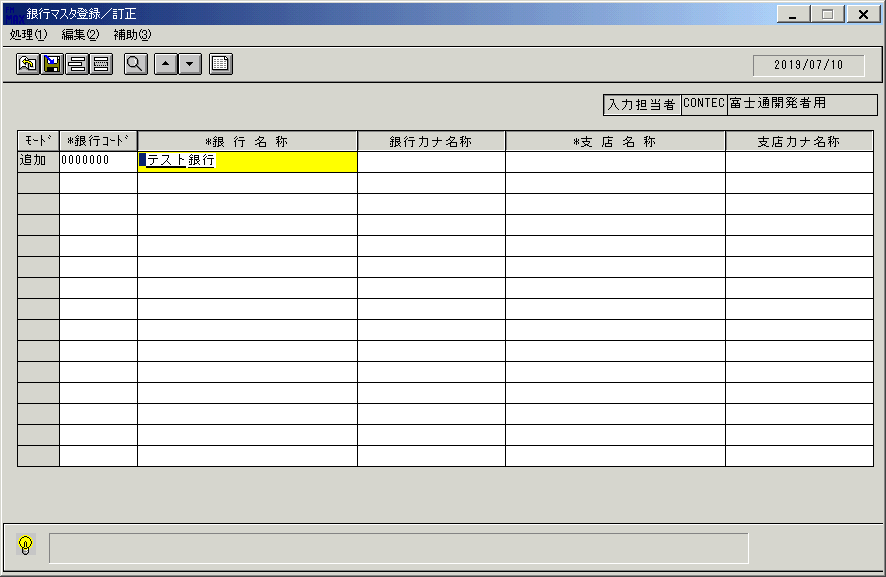 銀行マスタ登録／訂正
処理(1) 編集(2) 補助(3)
2019/07/10
入力担当者 CONTEC 富士通開発者用
ﾓｰﾄﾞ *銀行ｺｰﾄﾞ *銀 行 名 称 銀行カナ名称 *支 店 名 称 支店カナ名称
追加 0000000 テスト銀行